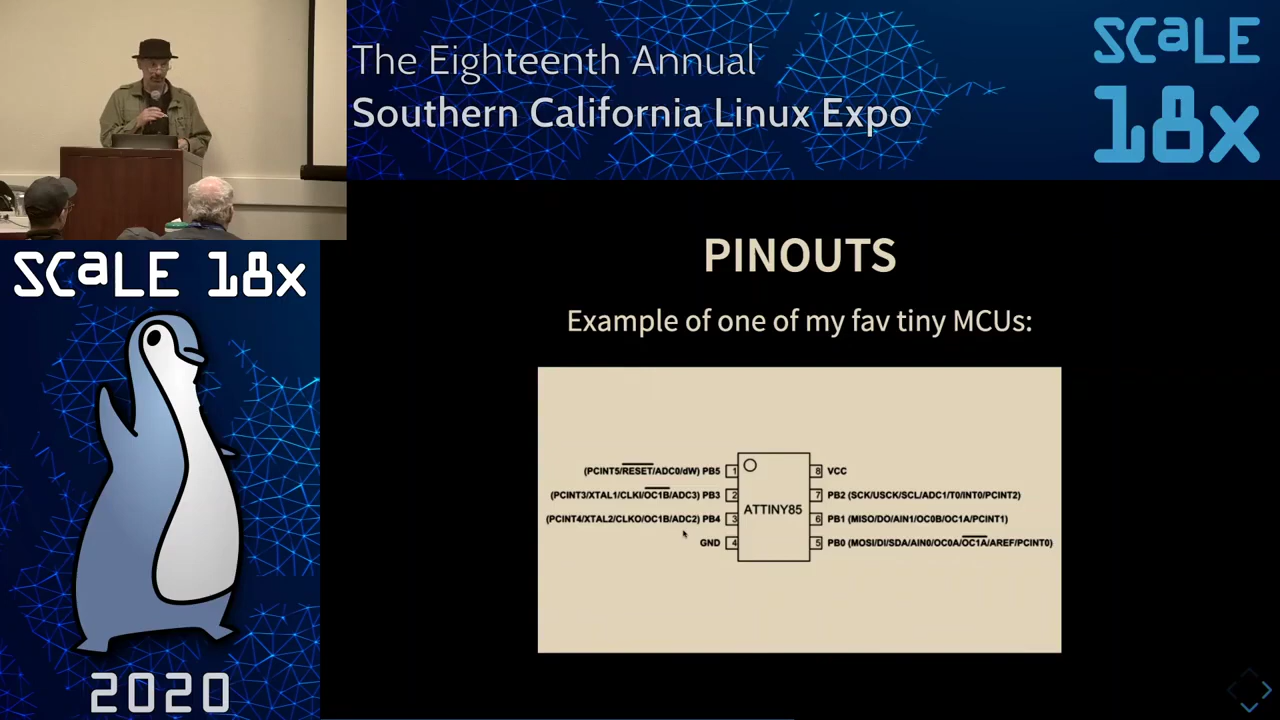 The Eighteenth Annual
Southern California Linux Expo
SCaLE
18x
SCaLE 18x
2020
PINOUTS
Example of one of my fav tiny MCUs:
(PCINT5/RESET/ADC0/dW) PB5 1
(PCINT3/XTAL1/CLKI/OC1B/ADC3) PB3 2
(PCINT4/XTAL2/CLKO/OC1B/ADC2) PB4 3
GND 4
ATTINY85
8 VCC
7 PB2 (SCK/USCK/SCL/ADC1/T0/INT0/PCINT2)
6 PB1 (MISO/DO/AIN1/OC0B/OC1A/PCINT1)
5 PB0 (MOSI/DI/SDA/AIN0/OC0A/OC1A/AREF/PCINT0)